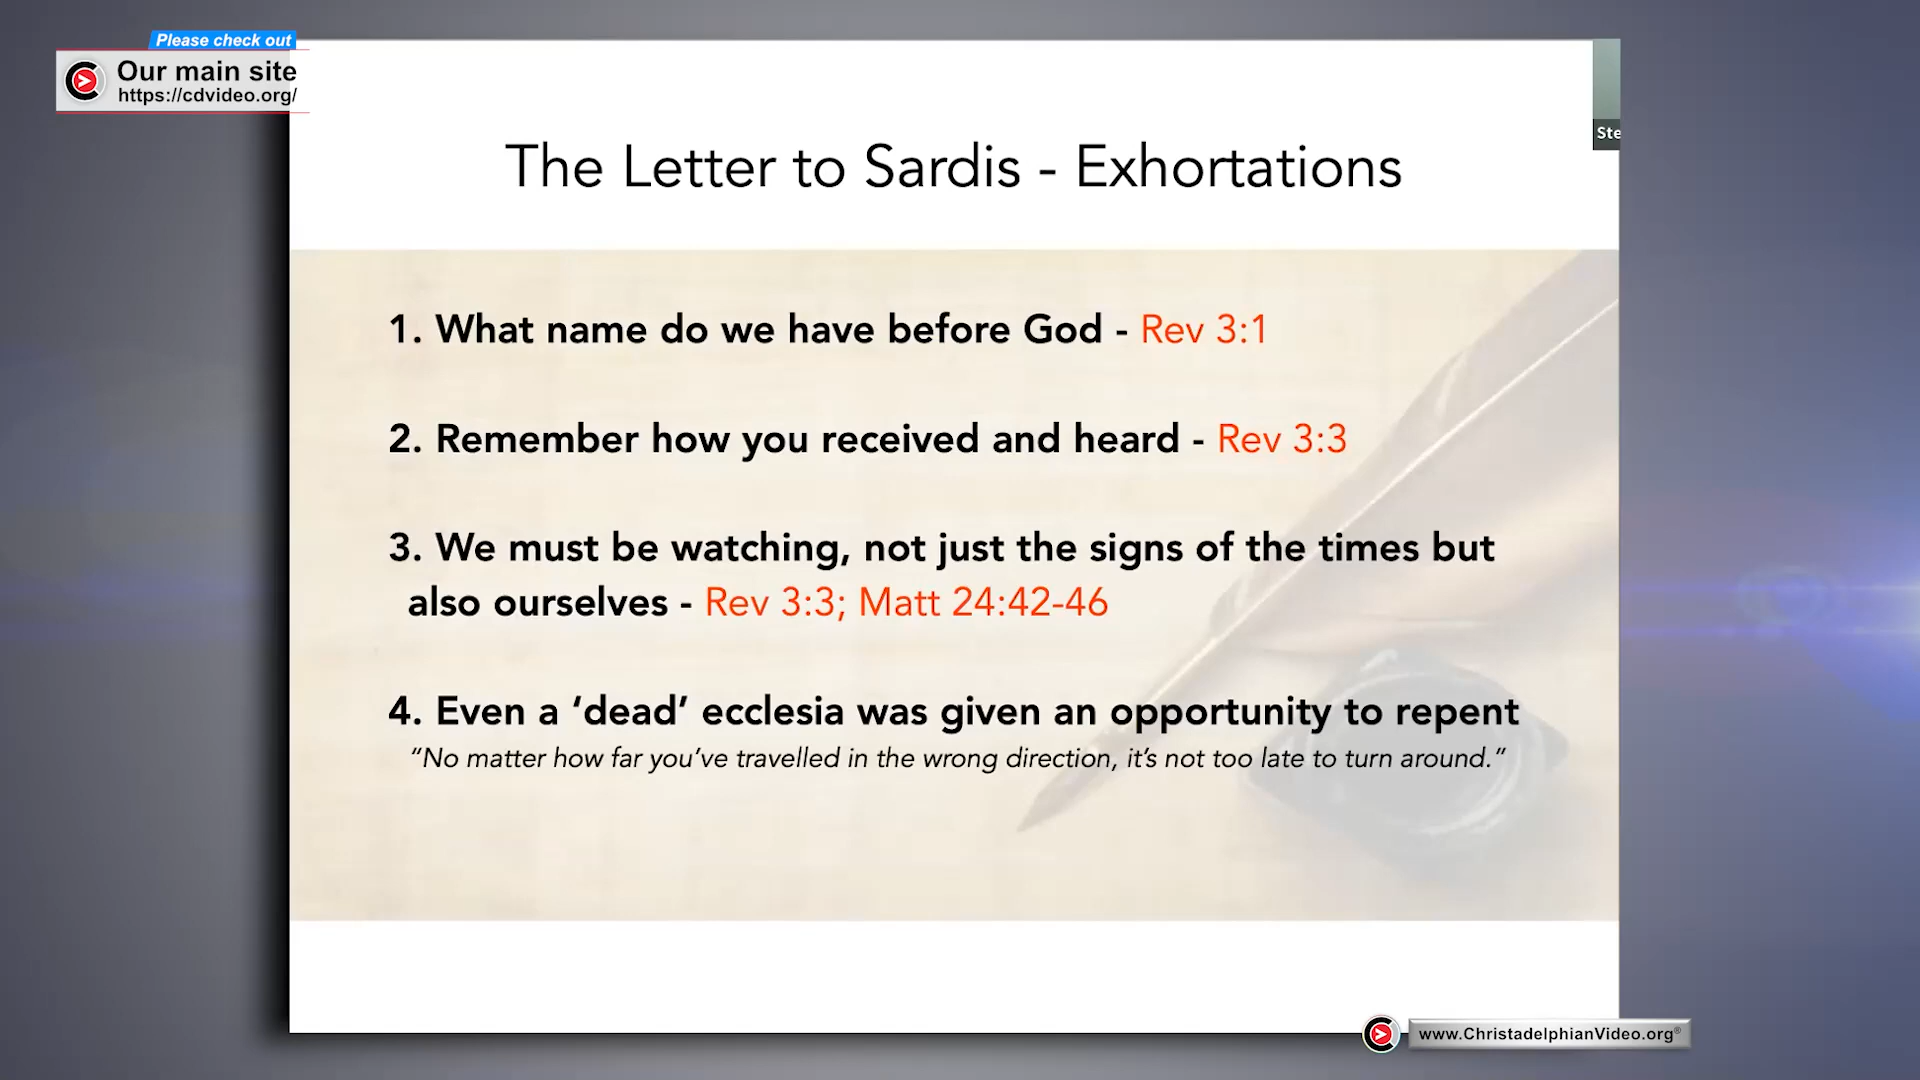 Please check out
Our main site
https://cdvideo.org/
Ste
The Letter to Sardis - Exhortations
1. What name do we have before God - Rev 3:1
2. Remember how you received and heard - Rev 3:3
3. We must be watching, not just the signs of the times but
also ourselves - Rev 3:3; Matt 24:42-46
4. Even a ‘dead’ ecclesia was given an opportunity to repent
“No matter how far you’ve travelled in the wrong direction, it’s not too late to turn around.”
www.ChristadelphianVideo.org®